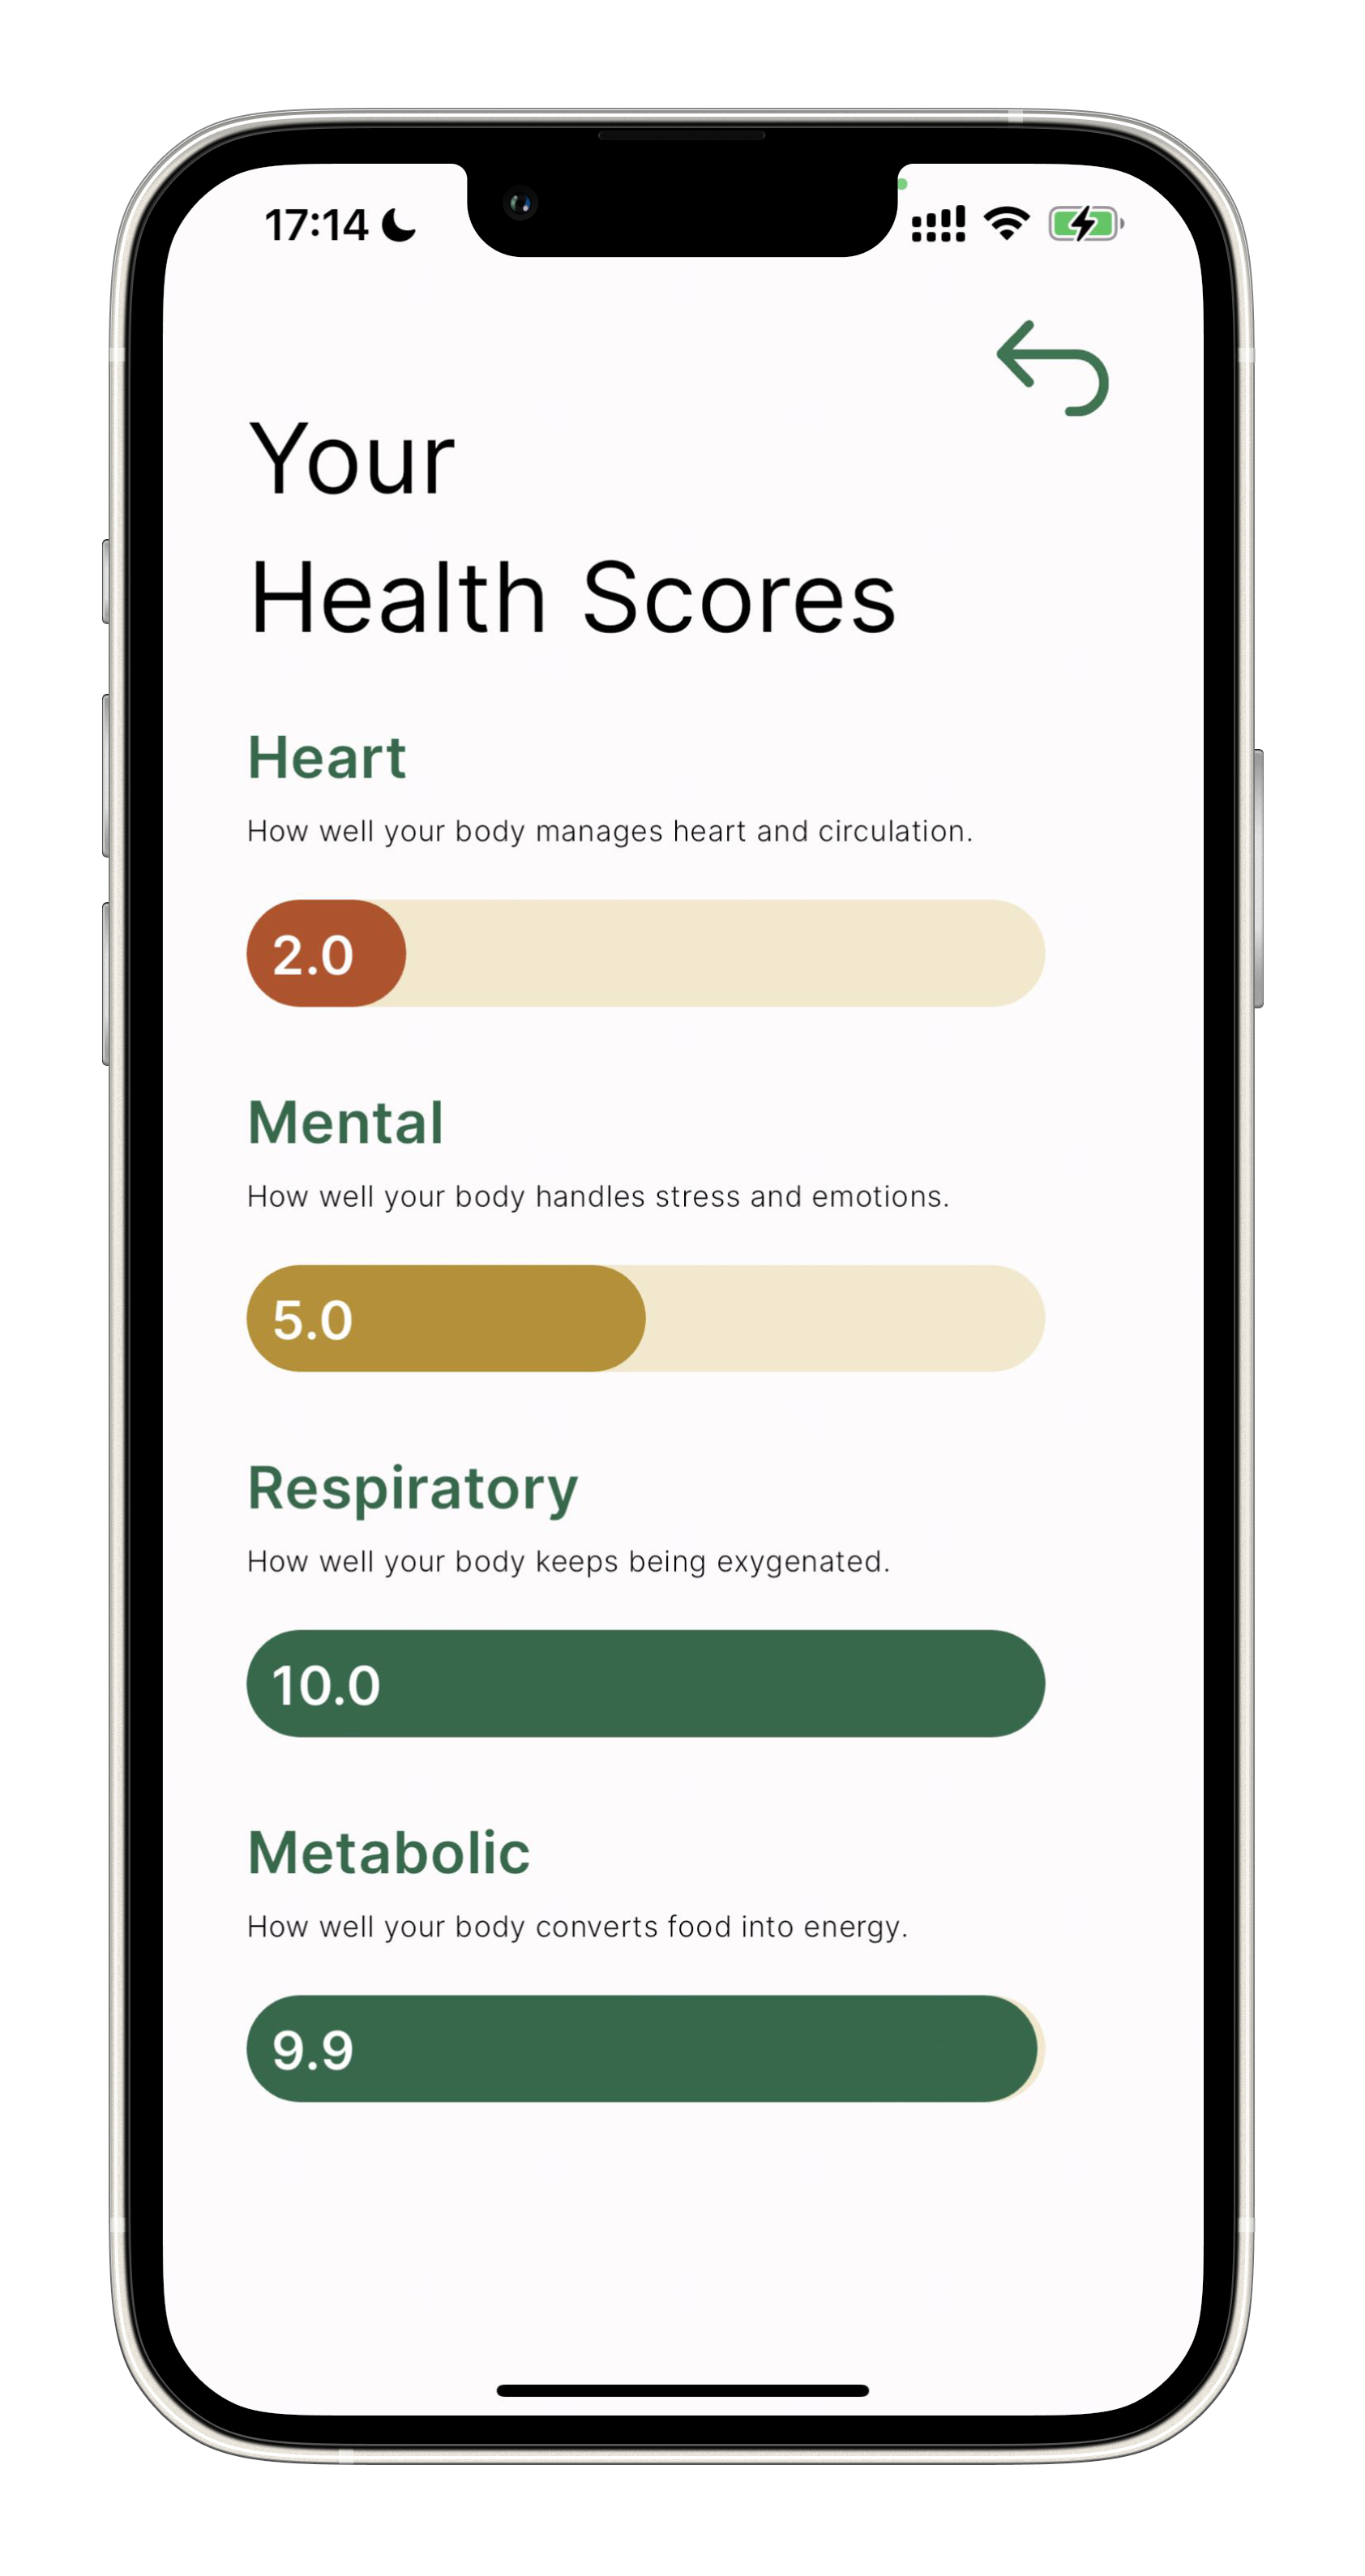 17:14
Your
Health Scores
Heart
How well your body manages heart and circulation.
2.0
Mental
How well your body handles stress and emotions.
5.0
Respiratory
How well your body keeps being exygenated.
10.0
Metabolic
How well your body converts food into energy.
9.9